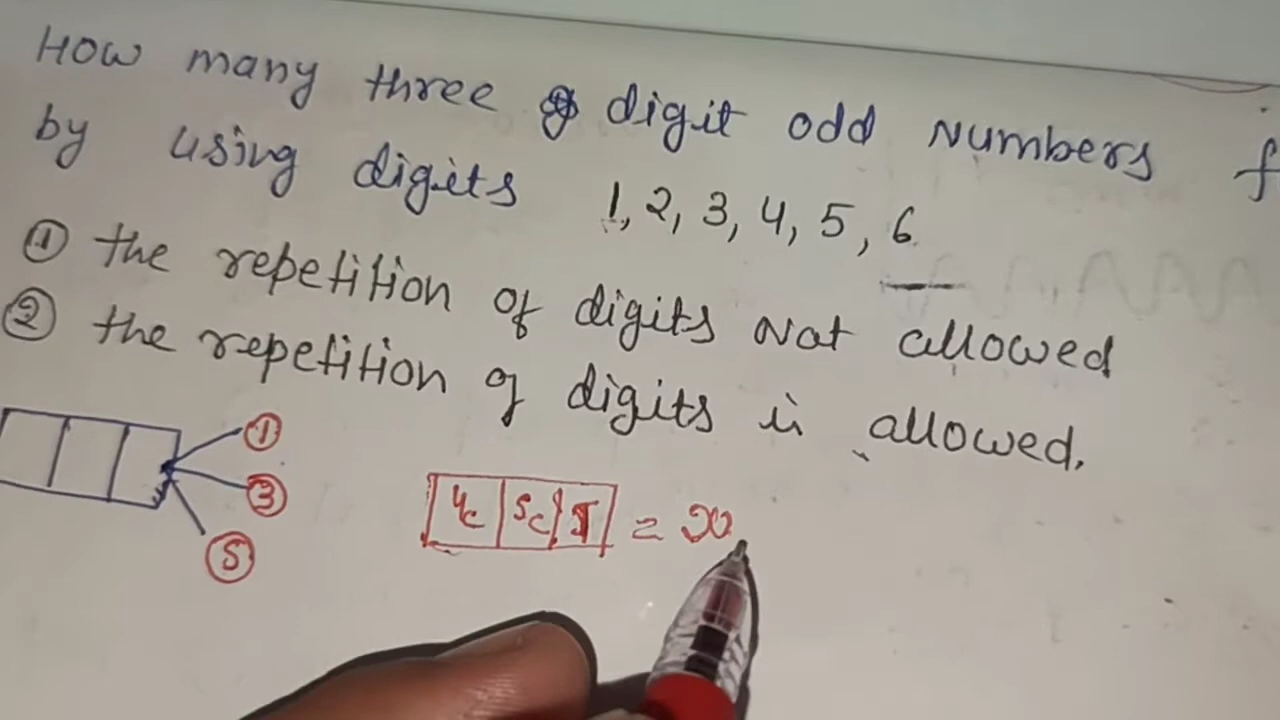 How many three digit odd numbers f
by using digits 1, 2, 3, 4, 5, 6
① the repetition of digits not allowed
② the repetition of digits is allowed.
①
③
⑤
4c 5c 1 = 20